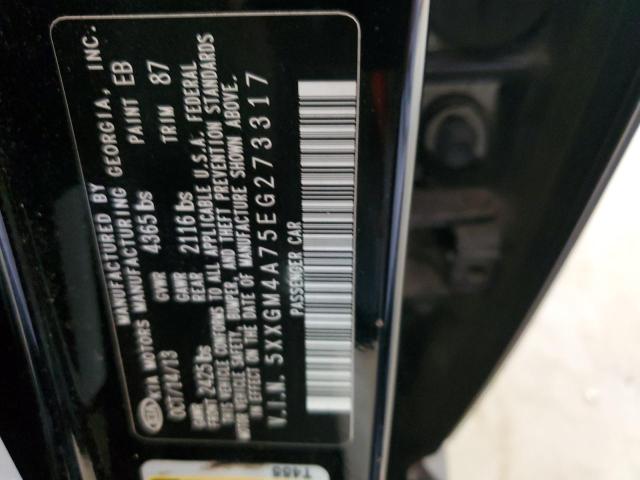 MANUFACTURED BY
KIA KIA MOTORS MANUFACTURING GEORGIA, INC.
OCT/14/13 GVWR 4365 lbs PAINT EB
GAWR FRNT 2425 lbs GAWR REAR 2116 lbs TRIM 87
THIS VEHICLE CONFORMS TO ALL APPLICABLE U.S.A. FEDERAL
MOTOR VEHICLE SAFETY, BUMPER, AND THEFT PREVENTION STANDARDS
IN EFFECT ON THE DATE OF MANUFACTURE SHOWN ABOVE.
V.I.N. 5XXGM4A75EG273317
PASSENGER CAR